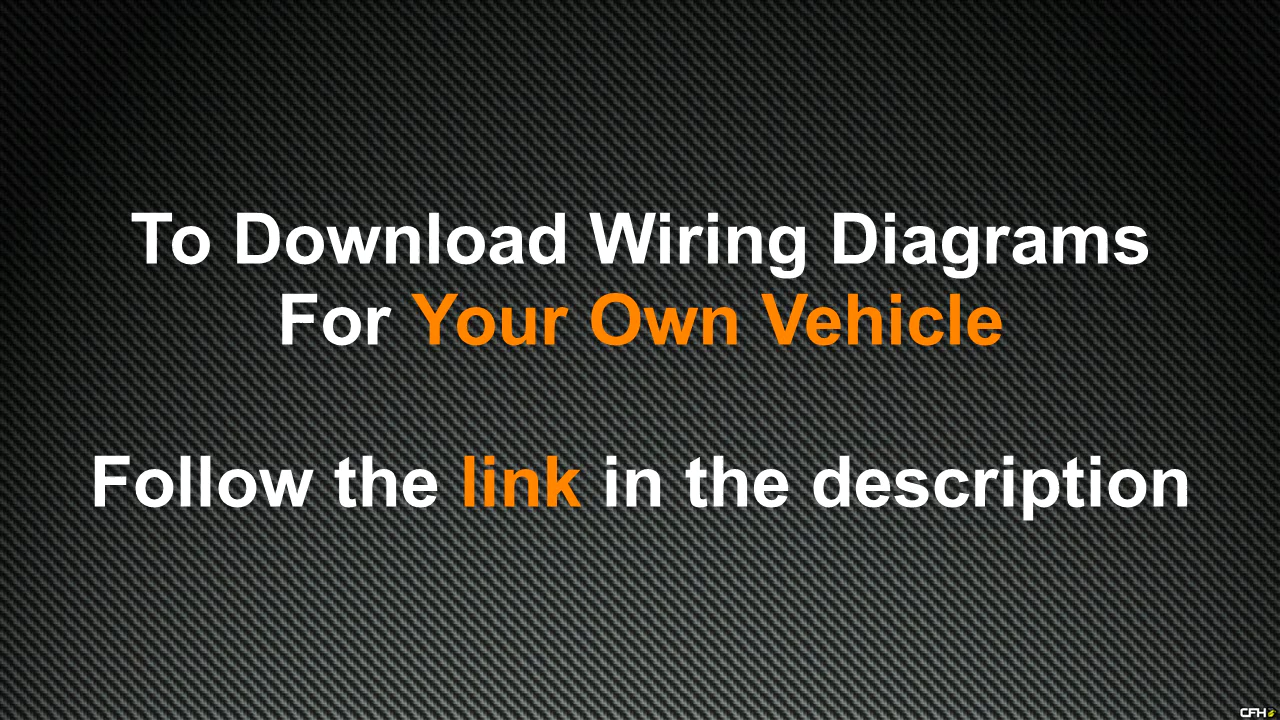 To Download Wiring Diagrams
For Your Own Vehicle
Follow the link in the description
CFH